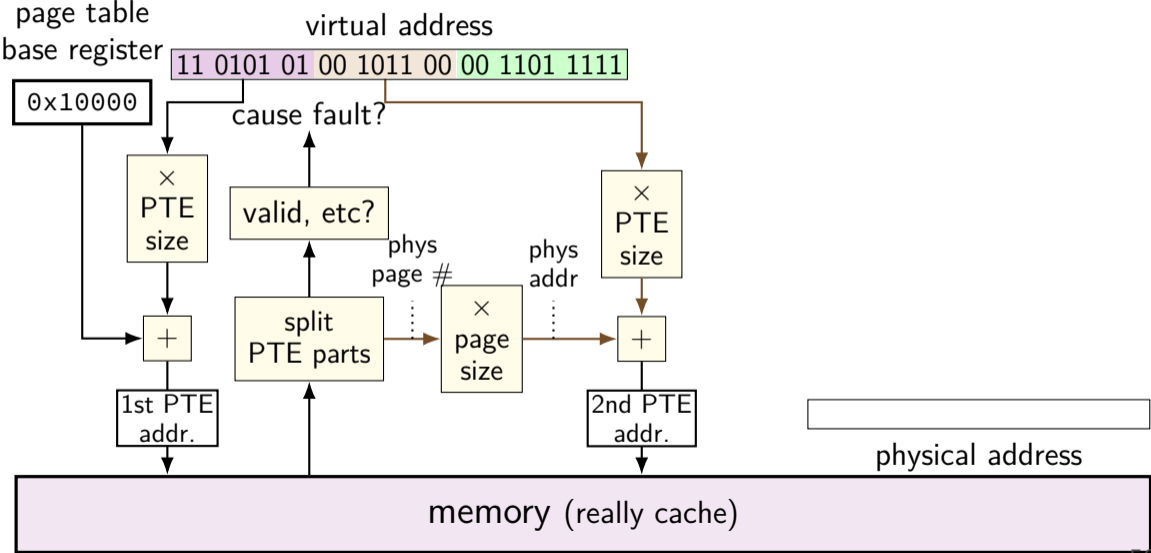 page table
base register
virtual address
11 0101 01 00 1011 00 00 1101 1111
0x10000
cause fault?
×
PTE
size
valid, etc?
×
PTE
size
phys
page #
phys
addr
split
PTE parts
×
page
size
+
+
1st PTE
addr.
2nd PTE
addr.
physical address
memory (really cache)